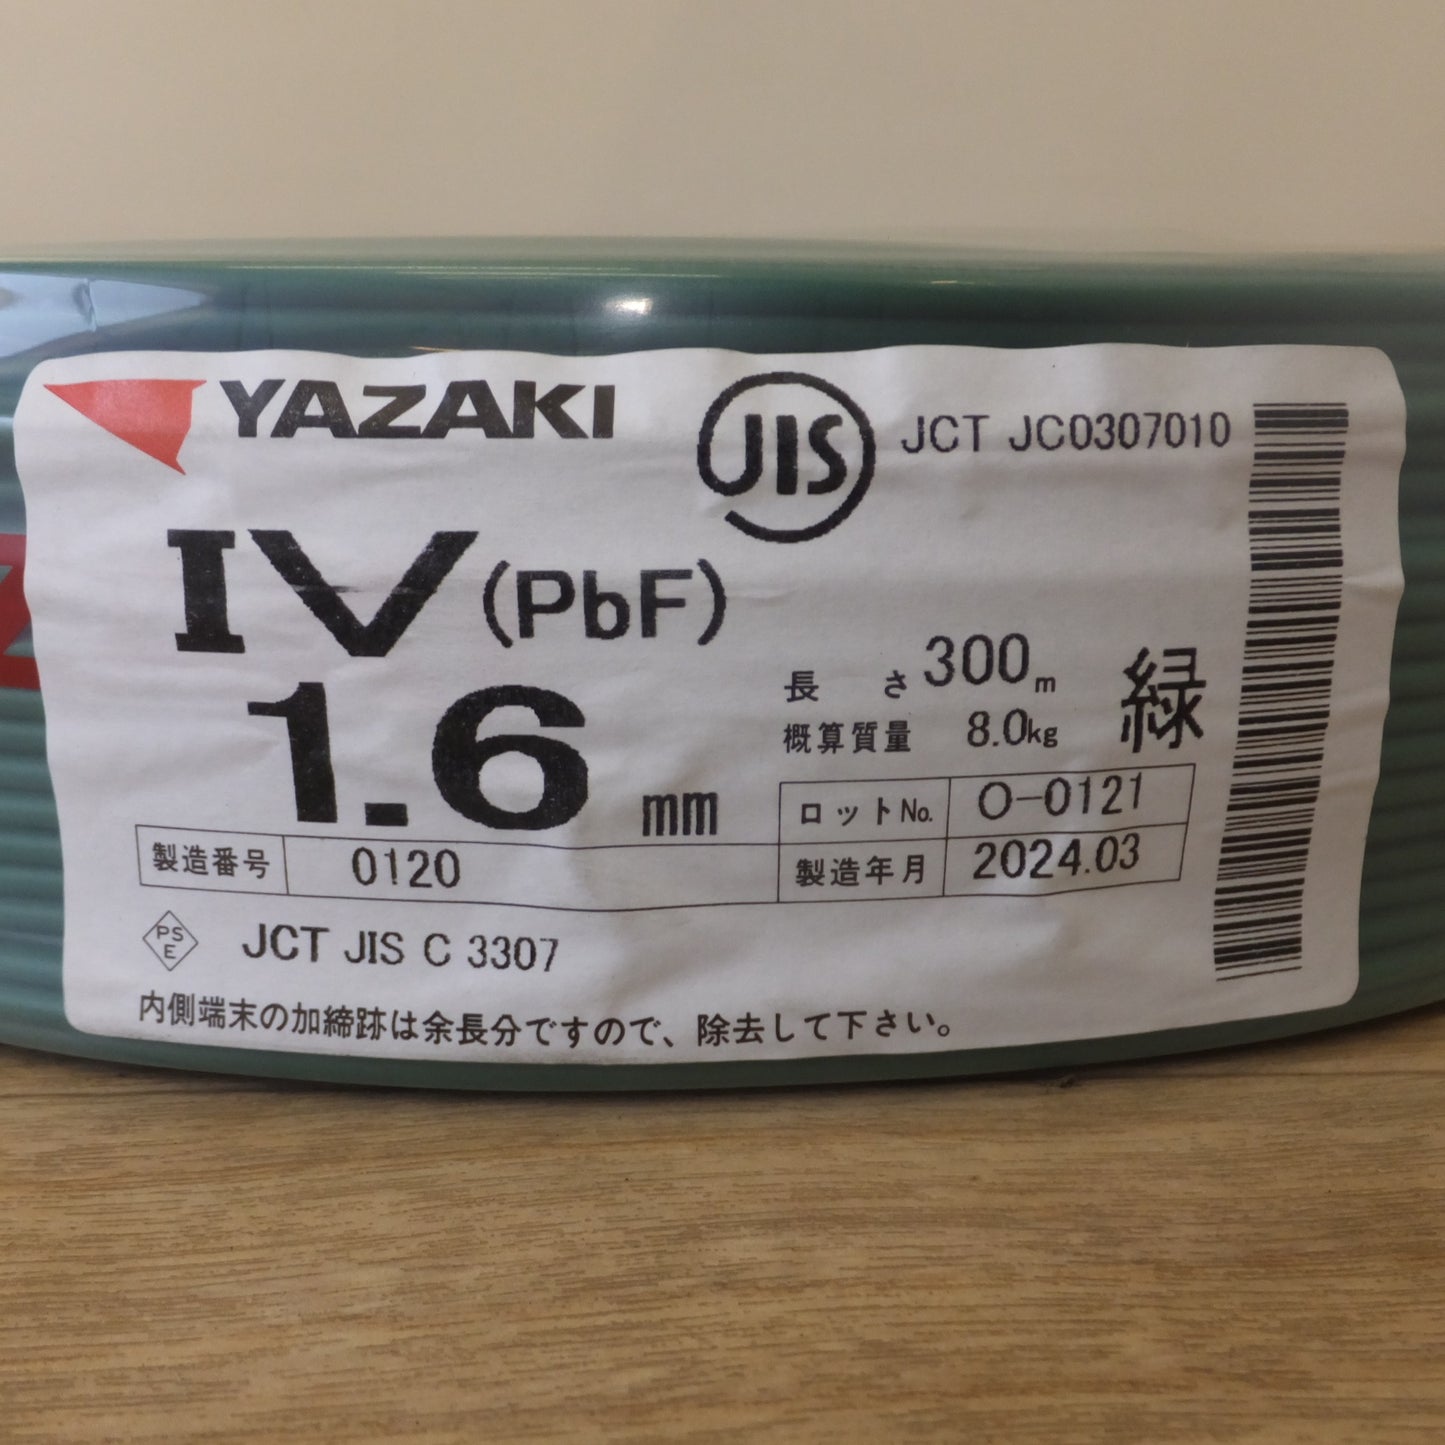 YAZAKI
JIS
JCT JC0307010
IV (PbF)
1.6 mm
長 さ 300m
概算質量 8.0kg
緑
ロットNo. O-0121
製造番号 0120
製造年月 2024.03
PSE JCT JIS C 3307
内側端末の加締跡は余長分ですので、除去して下さい。